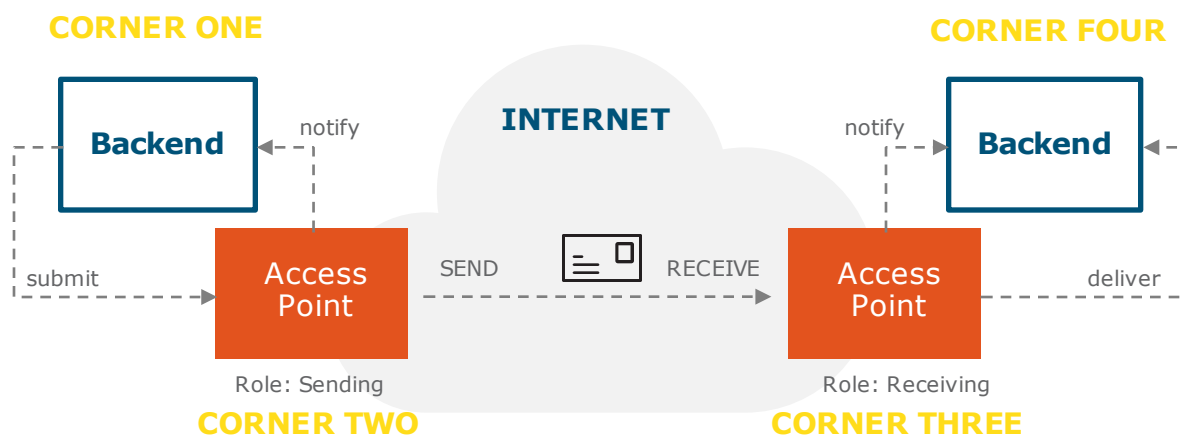 CORNER ONE
CORNER FOUR
INTERNET
notify
notify
Backend
Backend
submit
Access
Point
SEND
RECEIVE
Access
Point
deliver
Role: Sending
Role: Receiving
CORNER TWO
CORNER THREE